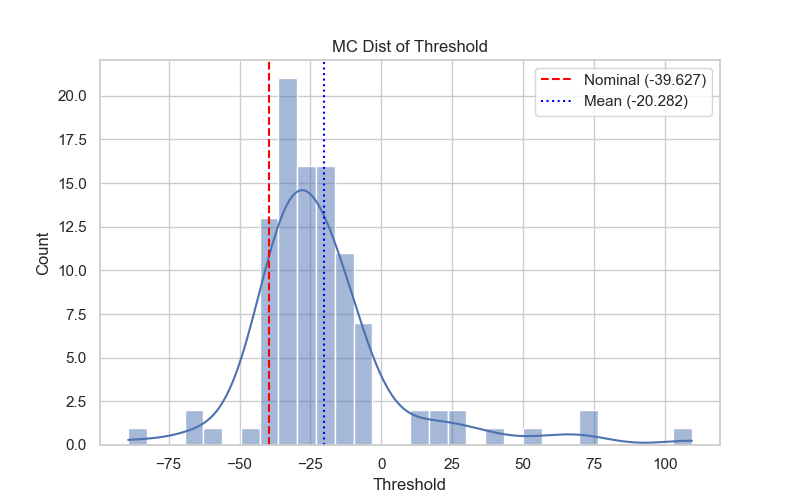 MC Dist of Threshold
Nominal (-39.627)
Mean (-20.282)
20.0
17.5
15.0
12.5
10.0
7.5
5.0
2.5
0.0
Count
−75 −50 −25 0 25 50 75 100
Threshold